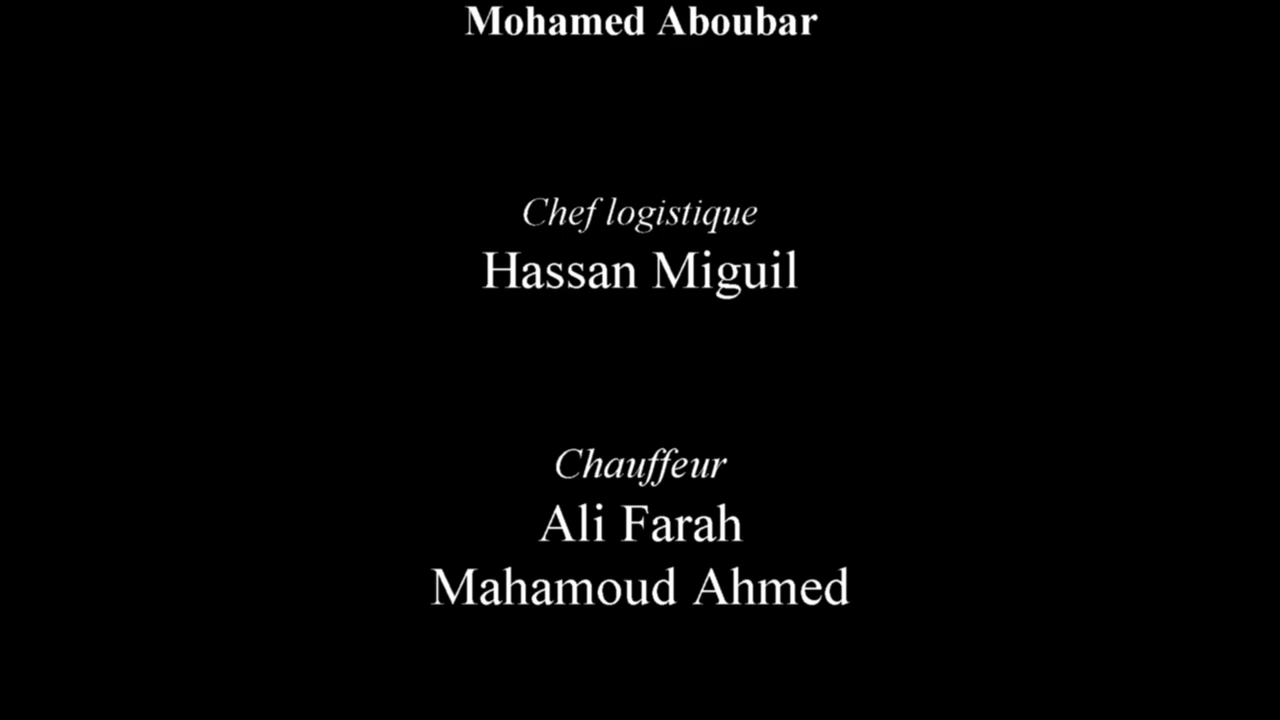 Mohamed Aboubar
Chef logistique
Hassan Miguil
Chauffeur
Ali Farah
Mahamoud Ahmed